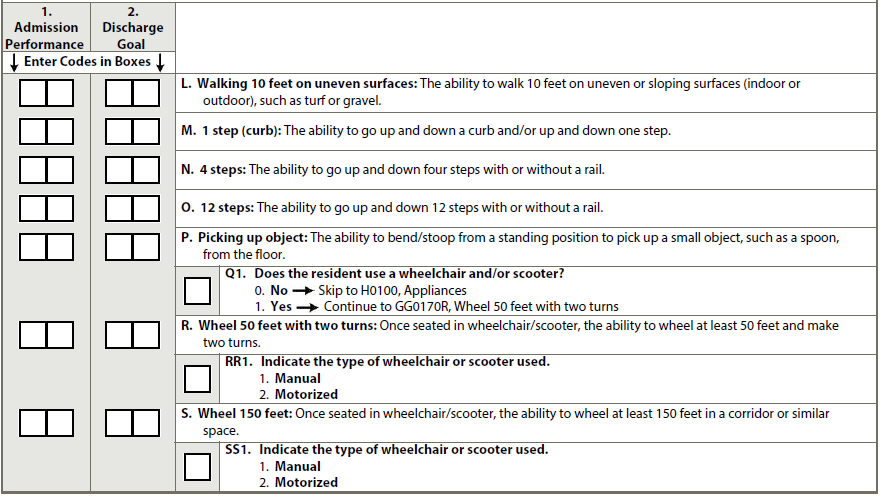 1.
Admission
Performance
2.
Discharge
Goal
Enter Codes in Boxes
L. Walking 10 feet on uneven surfaces: The ability to walk 10 feet on uneven or sloping surfaces (indoor or
outdoor), such as turf or gravel.
M. 1 step (curb): The ability to go up and down a curb and/or up and down one step.
N. 4 steps: The ability to go up and down four steps with or without a rail.
O. 12 steps: The ability to go up and down 12 steps with or without a rail.
P. Picking up object: The ability to bend/stoop from a standing position to pick up a small object, such as a spoon,
from the floor.
Q1. Does the resident use a wheelchair and/or scooter?
0. No → Skip to H0100, Appliances
1. Yes → Continue to GG0170R, Wheel 50 feet with two turns
R. Wheel 50 feet with two turns: Once seated in wheelchair/scooter, the ability to wheel at least 50 feet and make
two turns.
RR1. Indicate the type of wheelchair or scooter used.
1. Manual
2. Motorized
S. Wheel 150 feet: Once seated in wheelchair/scooter, the ability to wheel at least 150 feet in a corridor or similar
space.
SS1. Indicate the type of wheelchair or scooter used.
1. Manual
2. Motorized